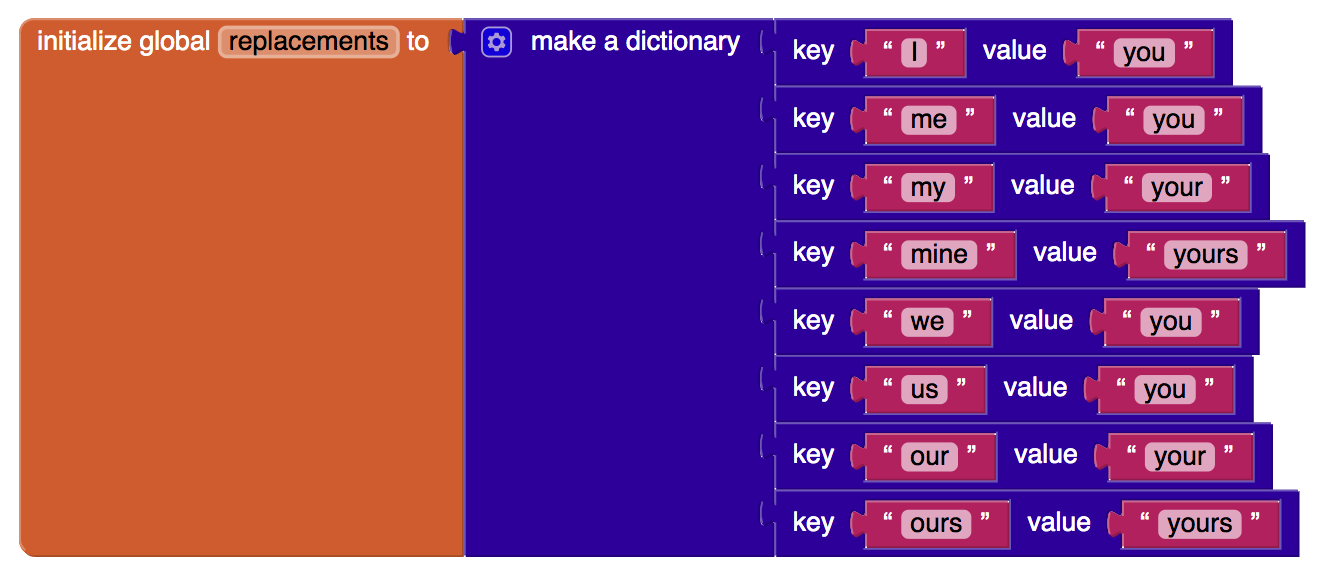 initialize global replacements to make a dictionary key “ I ” value “ you ”
key “ me ” value “ you ”
key “ my ” value “ your ”
key “ mine ” value “ yours ”
key “ we ” value “ you ”
key “ us ” value “ you ”
key “ our ” value “ your ”
key “ ours ” value “ yours ”